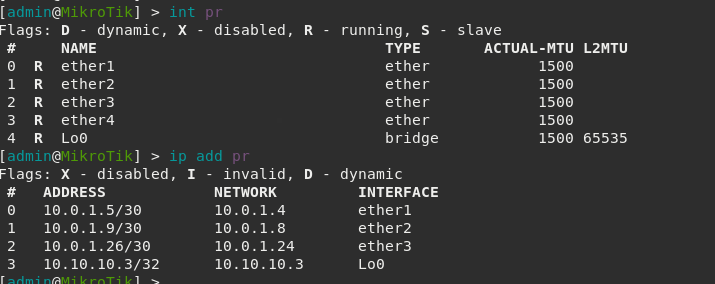 [admin@MikroTik] > int pr
Flags: D - dynamic, X - disabled, R - running, S - slave
# NAME TYPE ACTUAL-MTU L2MTU
0 R ether1 ether 1500
1 R ether2 ether 1500
2 R ether3 ether 1500
3 R ether4 ether 1500
4 R Lo0 bridge 1500 65535
[admin@MikroTik] > ip add pr
Flags: X - disabled, I - invalid, D - dynamic
# ADDRESS NETWORK INTERFACE
0 10.0.1.5/30 10.0.1.4 ether1
1 10.0.1.9/30 10.0.1.8 ether2
2 10.0.1.26/30 10.0.1.24 ether3
3 10.10.10.3/32 10.10.10.3 Lo0
[admin@MikroTik] >